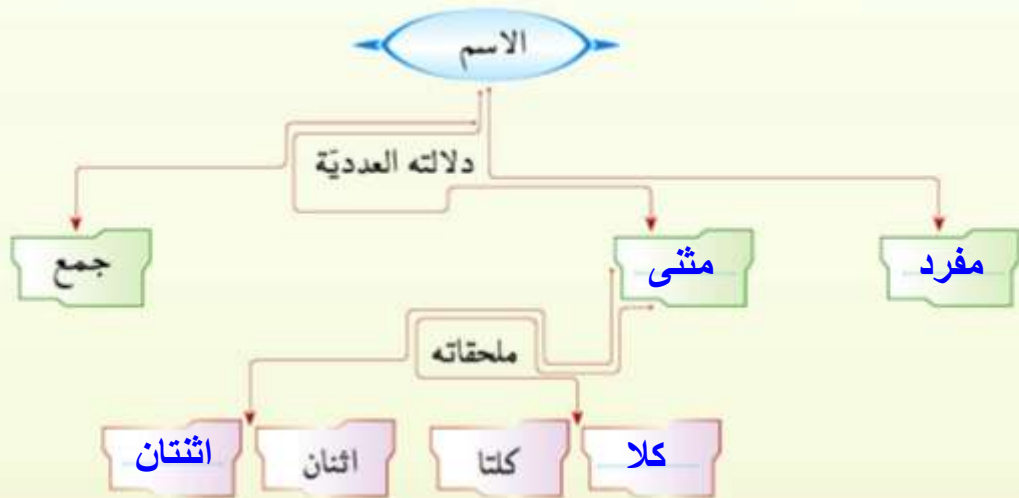 الاسم
دلالته العدديّة
مفرد
مثنى
جمع
ملحقاته
كلا
كلتا
اثنان
اثنتان